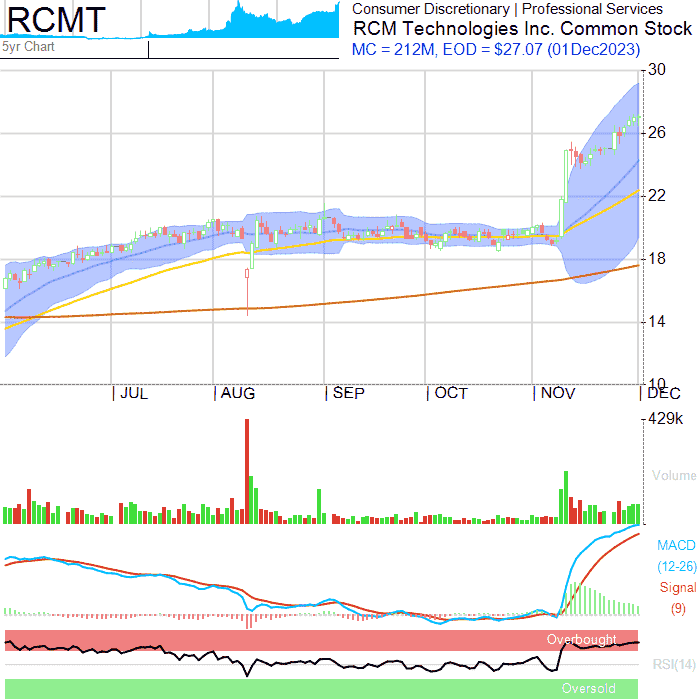 RCMT
5yr Chart
Consumer Discretionary | Professional Services
RCM Technologies Inc. Common Stock
MC = 212M, EOD = $27.07 (01Dec2023)
30
26
22
18
14
10
JUL AUG SEP OCT NOV DEC
429k
Volume
MACD
(12-26)
Signal
(9)
Overbought
RSI(14)
Oversold